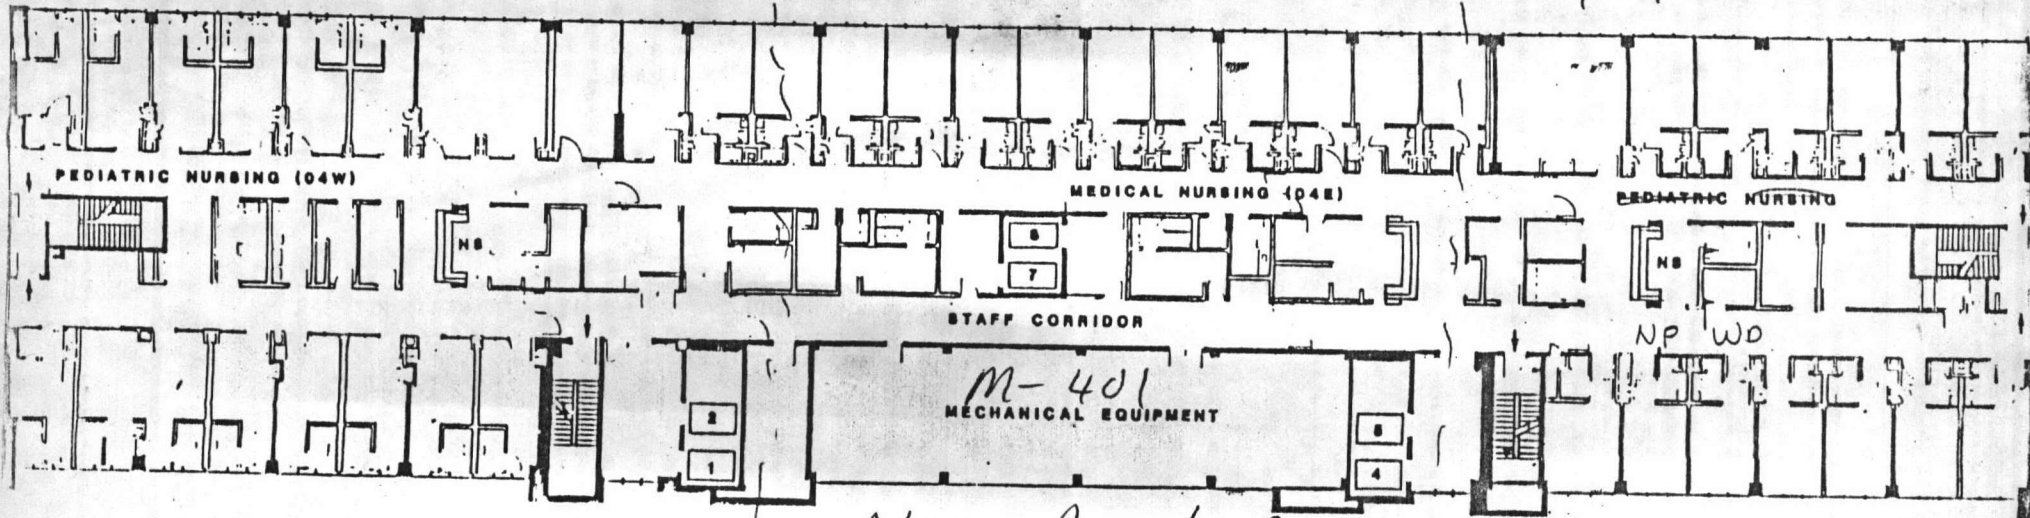 PEDIATRIC NURSING (04W)
MEDICAL NURSING (04E)
PEDIATRIC NURSING
NS
6
7
NS
STAFF CORRIDOR
NP WD
M-401
MECHANICAL EQUIPMENT
2
1
5
4